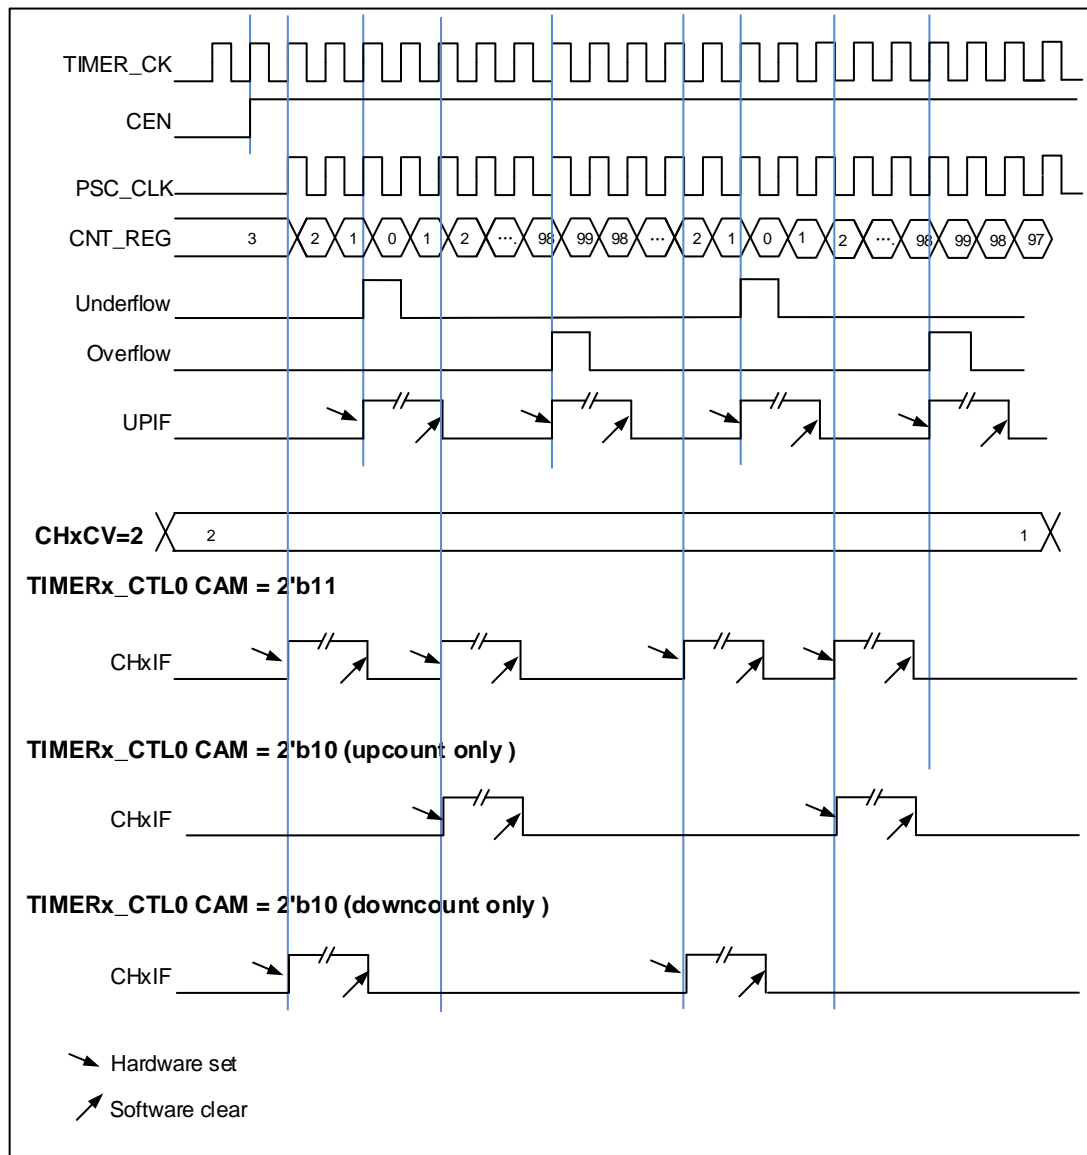 TIMER_CK
CEN
PSC_CLK
CNT_REG 3 2 1 0 1 2 .... 98 99 98 ... 2 1 0 1 2 .... 98 99 98 97
Underflow
Overflow
UPIF
CHxCV=2 2 1
TIMERx_CTL0 CAM = 2'b11
CHxIF
TIMERx_CTL0 CAM = 2'b10 (upcount only )
CHxIF
TIMERx_CTL0 CAM = 2'b10 (downcount only )
CHxIF
Hardware set
Software clear